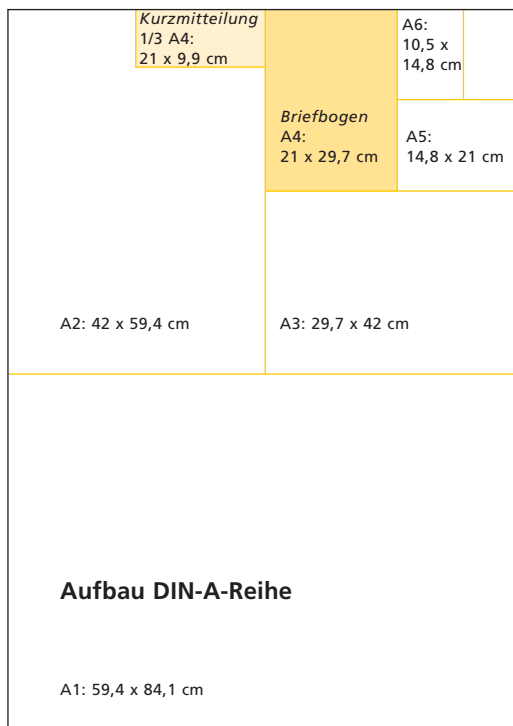 Kurzmitteilung
1/3 A4:
21 x 9,9 cm
Briefbogen
A4:
21 x 29,7 cm
A6:
10,5 x
14,8 cm
A5:
14,8 x 21 cm
A2: 42 x 59,4 cm
A3: 29,7 x 42 cm
Aufbau DIN-A-Reihe
A1: 59,4 x 84,1 cm